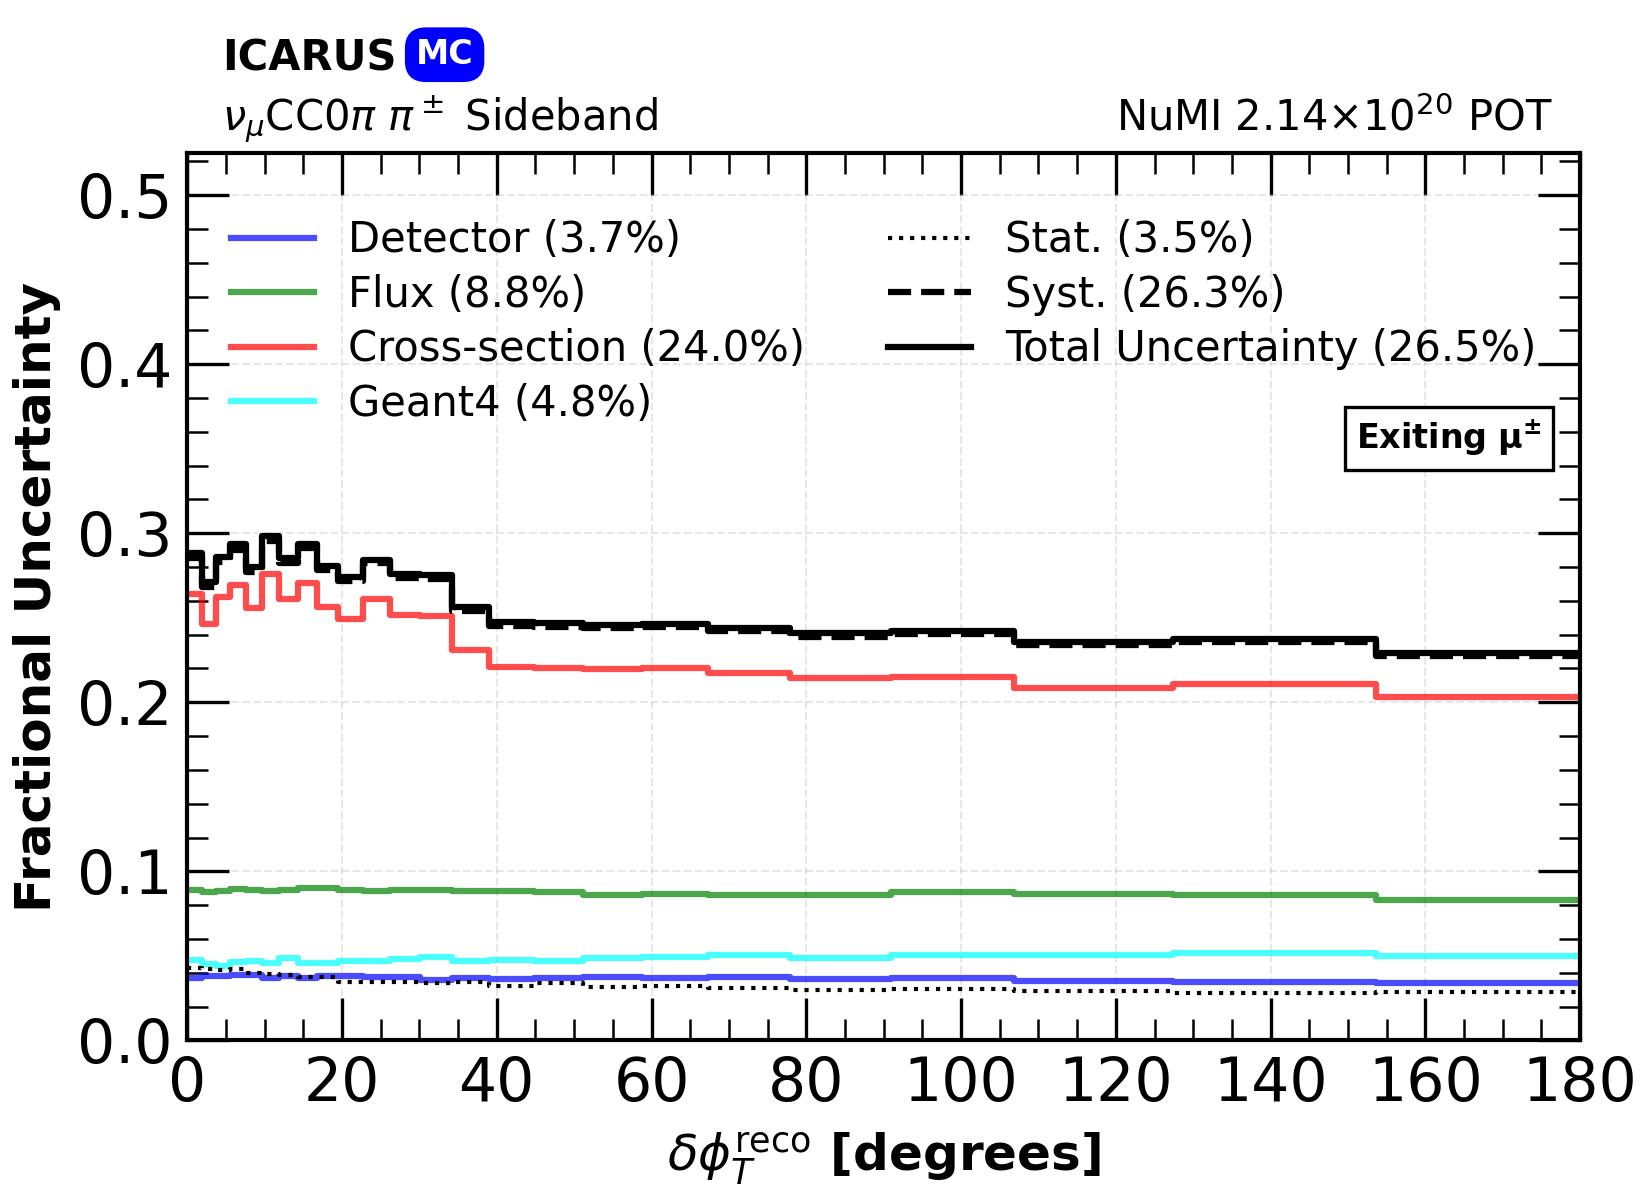 ICARUS MC
νμCC0π π± Sideband
NuMI 2.14×10²⁰ POT
0.5
0.4
0.3
0.2
0.1
0.0
Fractional Uncertainty
Detector (3.7%)
Flux (8.8%)
Cross-section (24.0%)
Geant4 (4.8%)
Stat. (3.5%)
Syst. (26.3%)
Total Uncertainty (26.5%)
Exiting μ±
0 20 40 60 80 100 120 140 160 180
δϕT reco [degrees]